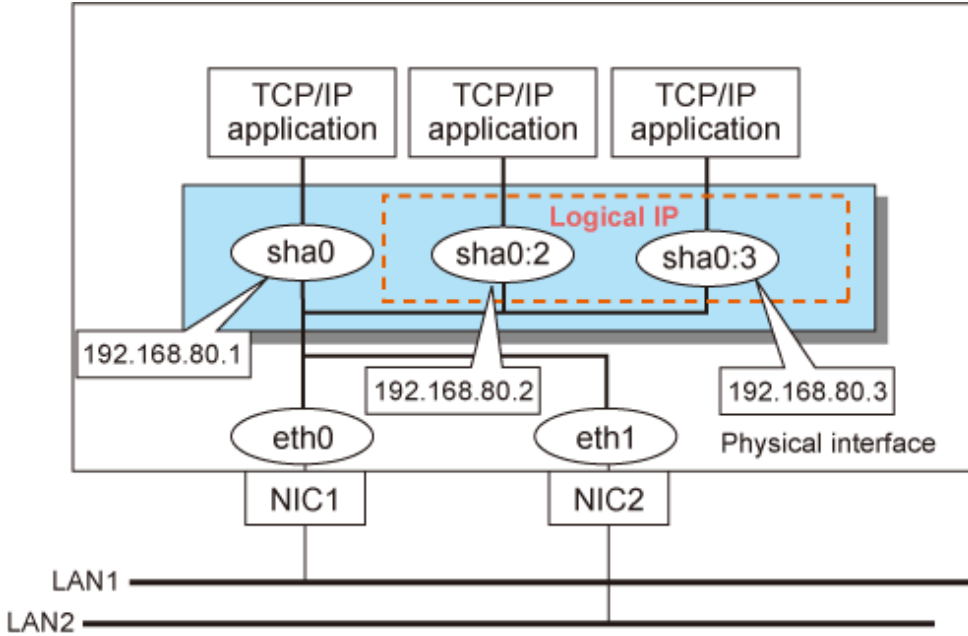 TCP/IP
application
TCP/IP
application
TCP/IP
application
Logical IP
sha0
sha0:2
sha0:3
192.168.80.1
192.168.80.2
192.168.80.3
eth0
eth1
Physical interface
NIC1
NIC2
LAN1
LAN2